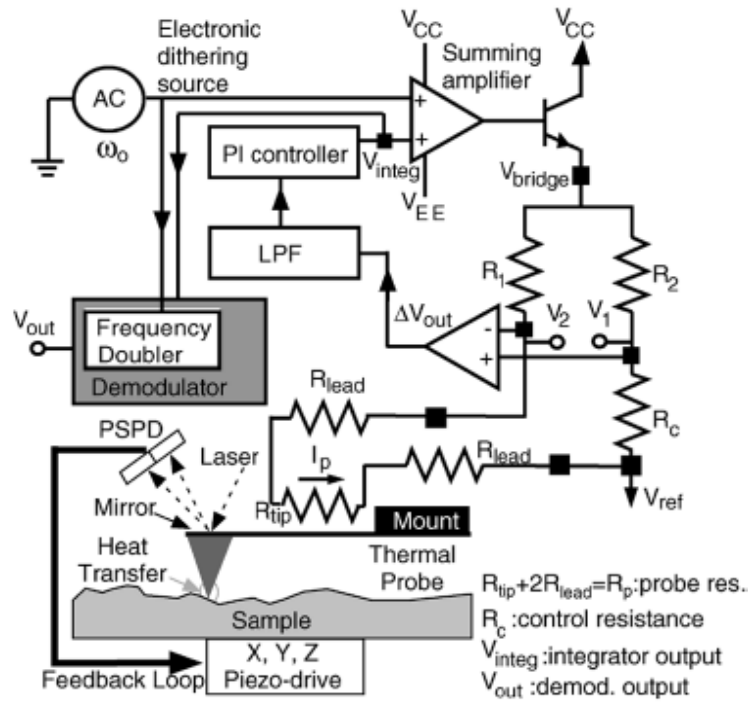 Electronic
dithering
source
V_CC
Summing
amplifier
V_CC
AC
ω_o
+
+
PI controller
V_integ
V_EE
V_bridge
LPF
R_1
R_2
ΔV_out
-
+
V_2
V_1
V_out
Frequency
Doubler
Demodulator
R_lead
R_c
PSPD
Laser
I_p
R_lead
Mirror
R_tip
V_ref
Mount
Heat
Transfer
Thermal
Probe
Sample
X, Y, Z
Piezo-drive
Feedback Loop
R_tip+2R_lead=R_p:probe res..
R_c :control resistance
V_integ :integrator output
V_out :demod. output